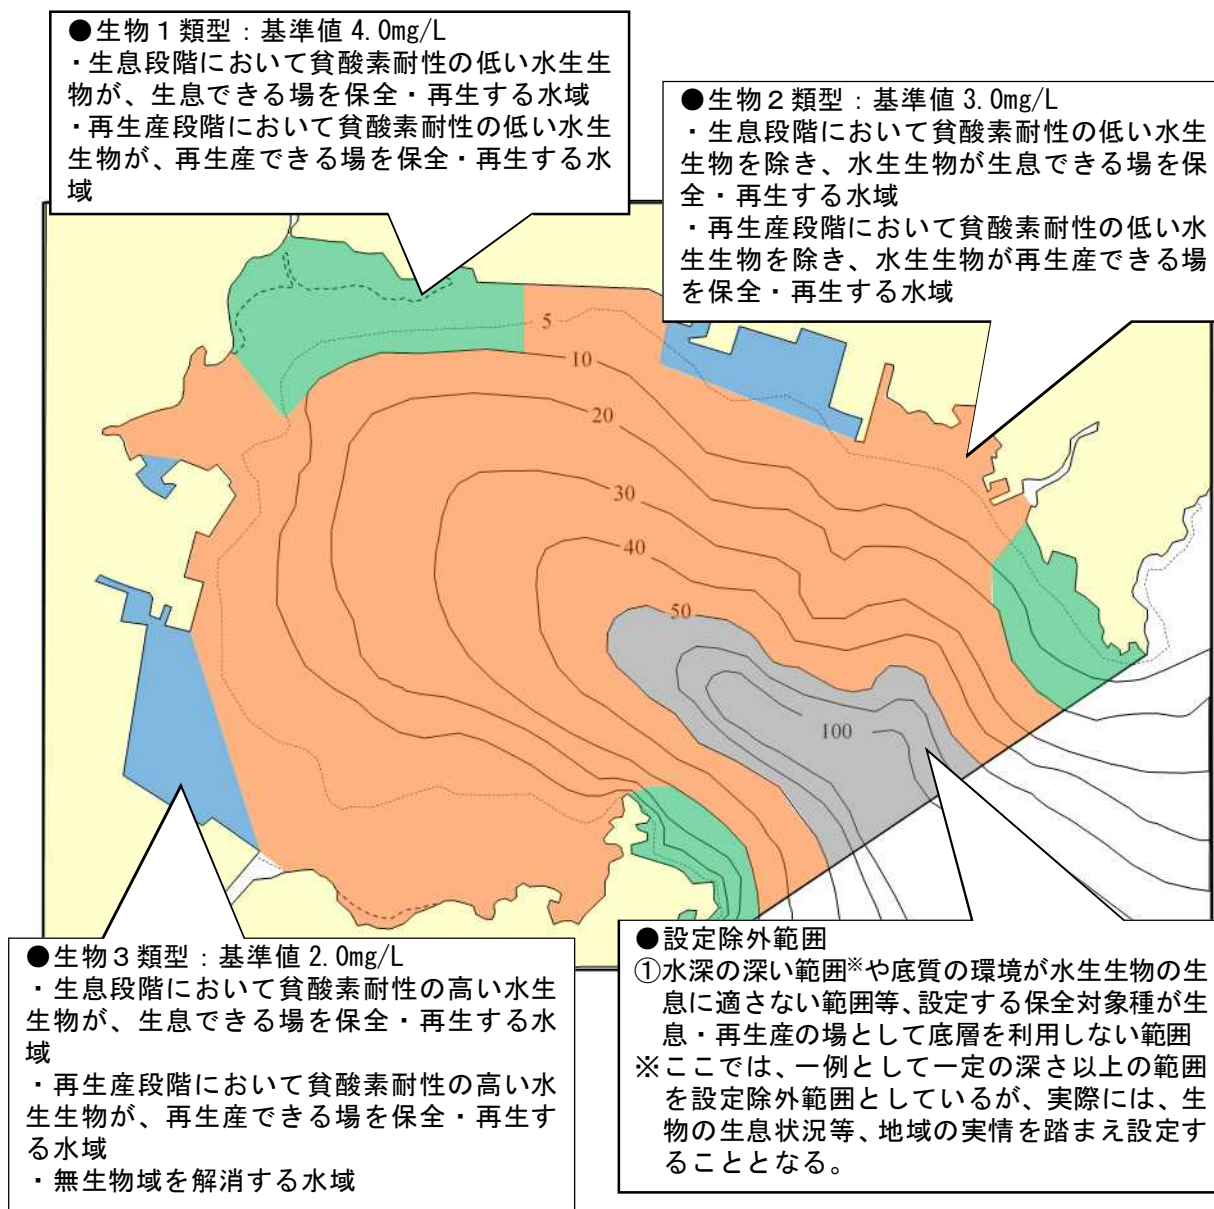 ●生物１類型：基準値 4.0mg/L
・生息段階において貧酸素耐性の低い水生生
物が、生息できる場を保全・再生する水域
・再生産段階において貧酸素耐性の低い水生
生物が、再生産できる場を保全・再生する水
域
●生物２類型：基準値 3.0mg/L
・生息段階において貧酸素耐性の低い水生
生物を除き、水生生物が生息できる場を保
全・再生する水域
・再生産段階において貧酸素耐性の低い水
生生物を除き、水生生物が再生産できる場
を保全・再生する水域
5
10
20
30
40
50
100
●生物３類型：基準値 2.0mg/L
・生息段階において貧酸素耐性の高い水生
生物が、生息できる場を保全・再生する水
域
・再生産段階において貧酸素耐性の高い水
生生物が、再生産できる場を保全・再生す
る水域
・無生物域を解消する水域
●設定除外範囲
①水深の深い範囲※や底質の環境が水生生物の生
息に適さない範囲等、設定する保全対象種が生
息・再生産の場として底層を利用しない範囲
※ここでは、一例として一定の深さ以上の範囲
を設定除外範囲としているが、実際には、生
物の生息状況等、地域の実情を踏まえ設定す
ることとなる。